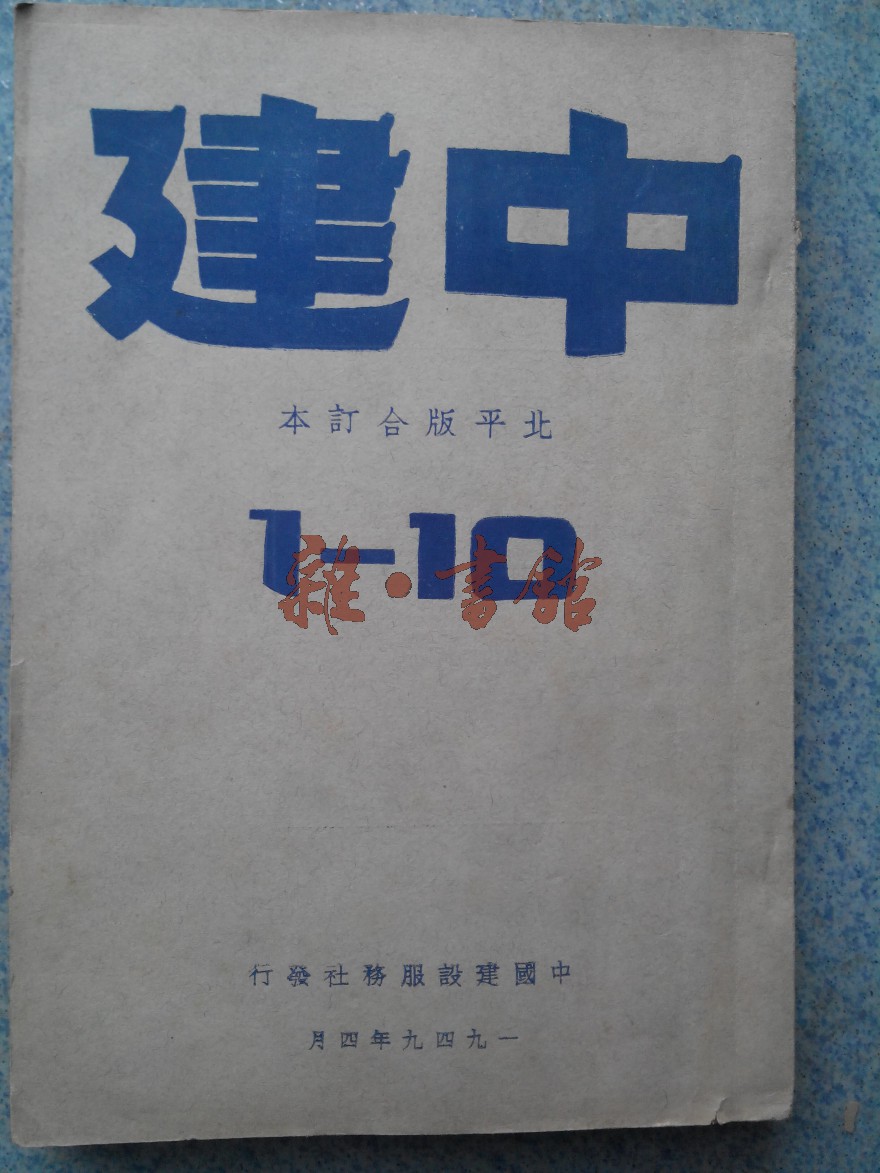 中建
北平版合訂本
1-10
雜·書館
中國建設服務社發行
一九四九年四月